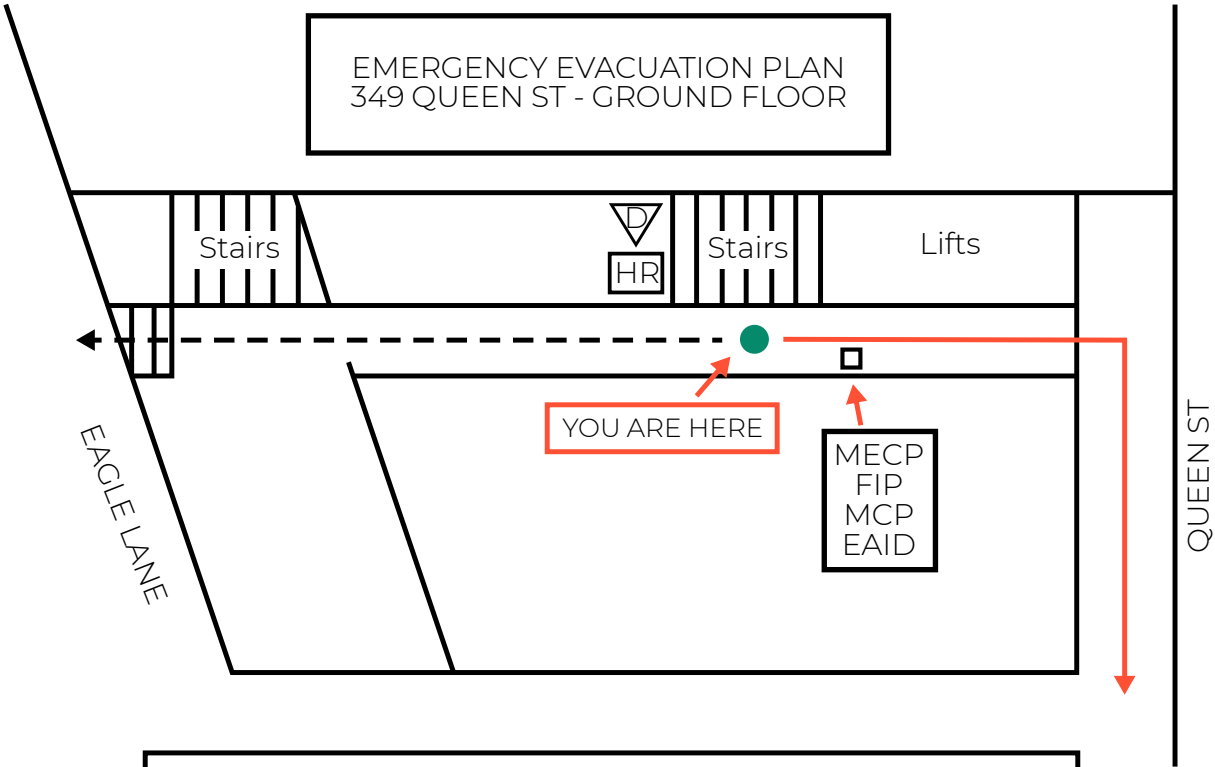 EMERGENCY EVACUATION PLAN
349 QUEEN ST - GROUND FLOOR
Stairs
D
HR
Stairs
Lifts
YOU ARE HERE
MECP
FIP
MCP
EAID
EAGLE LANE
QUEEN ST